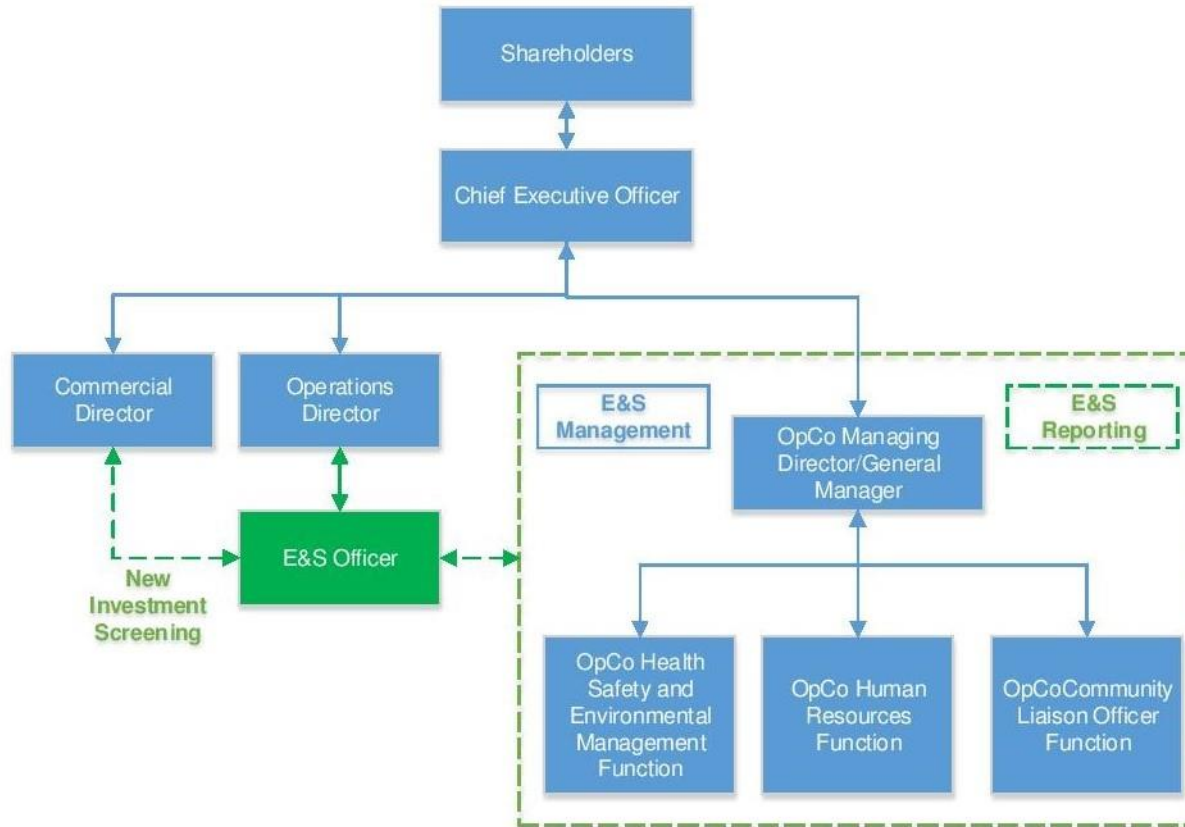 Shareholders
Chief Executive Officer
Commercial
Director
Operations
Director
E&S
Management
OpCo Managing
Director/General
Manager
E&S
Reporting
E&S Officer
New
Investment
Screening
OpCo Health
Safety and
Environmental
Management
Function
OpCo Human
Resources
Function
OpCoCommunity
Liaison Officer
Function